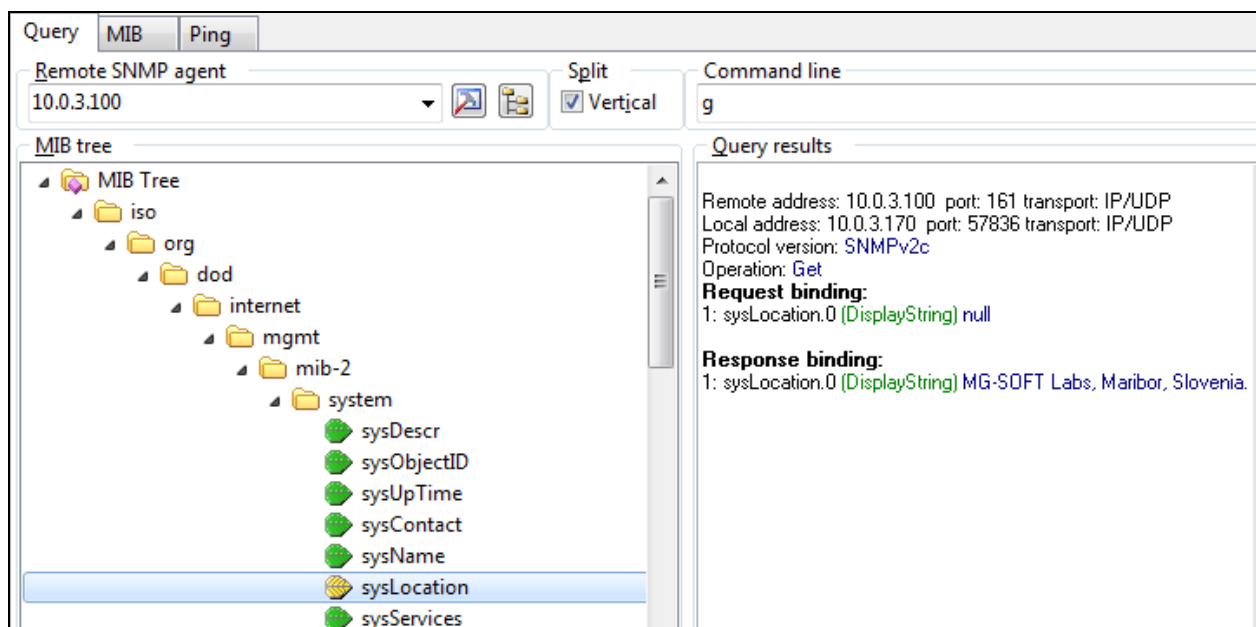 Query MIB Ping
Remote SNMP agent
10.0.3.100
Split
Vertical
Command line
g
MIB tree
MIB Tree
iso
org
dod
internet
mgmt
mib-2
system
sysDescr
sysObjectID
sysUpTime
sysContact
sysName
sysLocation
sysServices
Query results
Remote address: 10.0.3.100 port: 161 transport: IP/UDP
Local address: 10.0.3.170 port: 57836 transport: IP/UDP
Protocol version: SNMPv2c
Operation: Get
Request binding:
1: sysLocation.0 (DisplayString) null
Response binding:
1: sysLocation.0 (DisplayString) MG-SOFT Labs, Maribor, Slovenia.